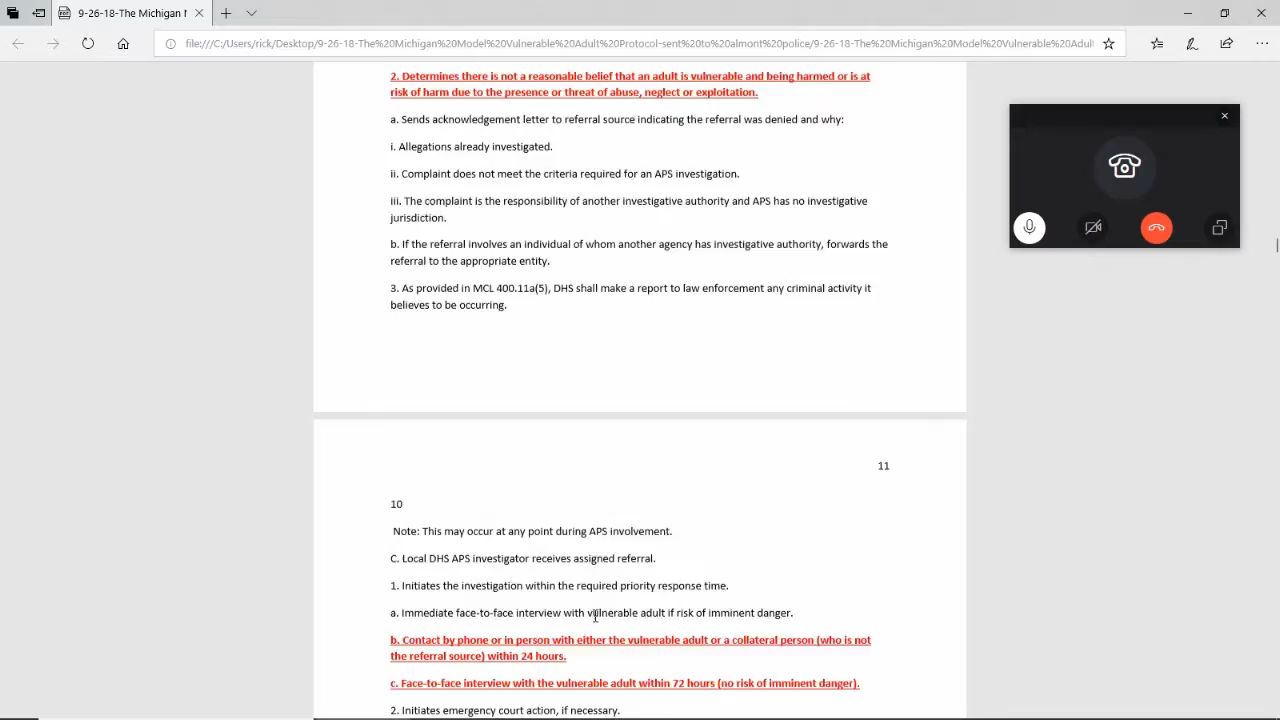 9-26-18-The Michigan M
file:///C:/Users/rick/Desktop/9-26-18-The%20Michigan%20Model%20Vulnerable%20Adult%20Protocol-sent%20to%20almont%20police/9-26-18-The%20Michigan%20Model%20Vulnerable%20Adul
2. Determines there is not a reasonable belief that an adult is vulnerable and being harmed or is at
risk of harm due to the presence or threat of abuse, neglect or exploitation.
a. Sends acknowledgement letter to referral source indicating the referral was denied and why:
i. Allegations already investigated.
ii. Complaint does not meet the criteria required for an APS investigation.
iii. The complaint is the responsibility of another investigative authority and APS has no investigative
jurisdiction.
b. If the referral involves an individual of whom another agency has investigative authority, forwards the
referral to the appropriate entity.
3. As provided in MCL 400.11a(5), DHS shall make a report to law enforcement any criminal activity it
believes to be occurring.
11
10
Note: This may occur at any point during APS involvement.
C. Local DHS APS investigator receives assigned referral.
1. Initiates the investigation within the required priority response time.
a. Immediate face-to-face interview with vulnerable adult if risk of imminent danger.
b. Contact by phone or in person with either the vulnerable adult or a collateral person (who is not
the referral source) within 24 hours.
c. Face-to-face interview with the vulnerable adult within 72 hours (no risk of imminent danger).
2. Initiates emergency court action, if necessary.